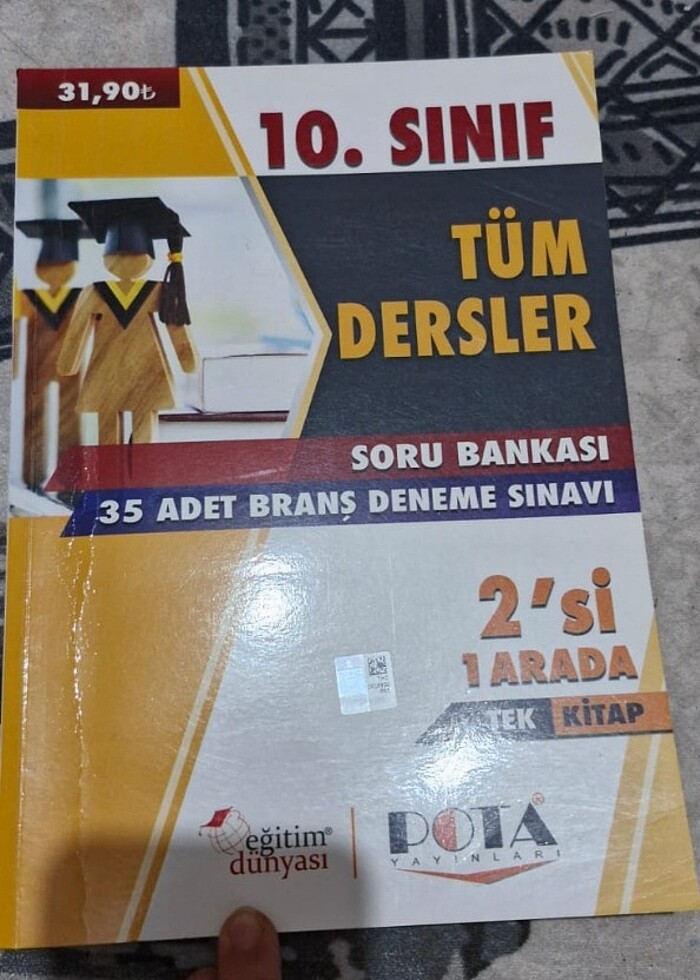 31,90₺
10. SINIF
TÜM
DERSLER
SORU BANKASI
35 ADET BRANŞ DENEME SINAVI
2'si
1 ARADA
TEK KİTAP
eğitim®
dünyası
POTA®
YAYINLARI